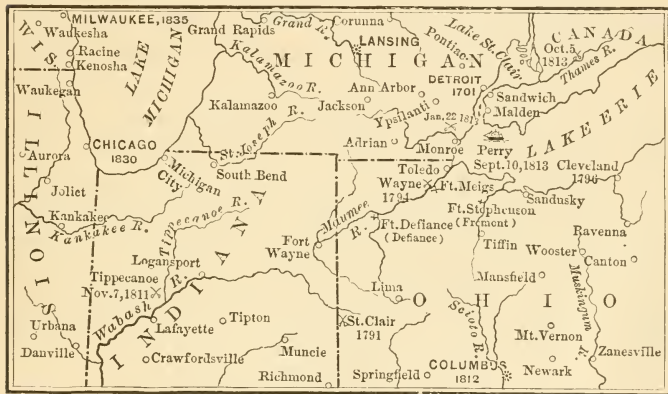 MILWAUKEE, 1835
Waukesha
WIS.
Racine
Kenosha
Waukegan
LAKE MICHIGAN
Grand Rapids
Grand R.
Corunna
LANSING
Kalamazoo R.
MICHIGAN
Pontiac
Lake St. Clair
CANADA
Oct. 5
1813
Thames R.
DETROIT
1701
Ann Arbor
Kalamazoo
Jackson
Ypsilanti
Sandwich
Malden
Jan. 22 1813
St. Joseph R.
Adrian
Monroe
Perry
Sept. 10, 1813
LAKE ERIE
CHICAGO
1830
Aurora
Joliet
ILLINOIS
Michigan City
South Bend
Toledo
Wayne
1794
Ft. Meigs
Cleveland
1796
Sandusky
Kankakee
Kankakee R.
Tippecanoe R.
Maumee R.
Ft. Defiance
(Defiance)
Ft. Stephenson
(Fremont)
Ravenna
Fort
Wayne
Tiffin
Wooster
Canton
Logansport
INDIANA
Tippecanoe
Nov. 7, 1811
Mansfield
Muskingum R.
Lima
OHIO
Wabash R.
Urbana
Danville
Lafayette
Tipton
St. Clair
1791
Scioto R.
Mt. Vernon
Zanesville
Crawfordsville
Muncie
Richmond
Springfield
COLUMBUS
1812
Newark